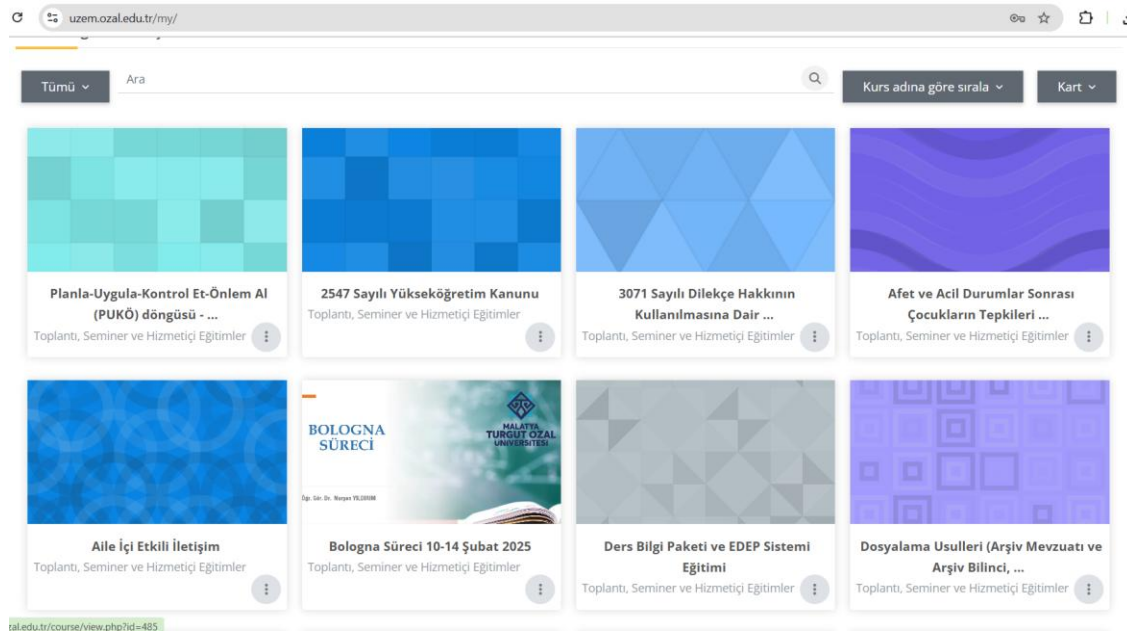 uzem.ozal.edu.tr/my/
Tümü
Ara
Kurs adına göre sırala
Kart
Planla-Uygula-Kontrol Et-Önlem Al
(PUKÖ) döngüsü - ...
Toplantı, Seminer ve Hizmetiçi Eğitimler
2547 Sayılı Yükseköğretim Kanunu
Toplantı, Seminer ve Hizmetiçi Eğitimler
3071 Sayılı Dilekçe Hakkının
Kullanılmasına Dair ...
Toplantı, Seminer ve Hizmetiçi Eğitimler
Afet ve Acil Durumlar Sonrası
Çocukların Tepkileri ...
Toplantı, Seminer ve Hizmetiçi Eğitimler
BOLOGNA
SÜRECİ
MALATYA
TURGUT ÖZAL
ÜNİVERSİTESİ
Öğr. Gör. Dr. Nurşan YILDIRIM
Aile İçi Etkili İletişim
Toplantı, Seminer ve Hizmetiçi Eğitimler
Bologna Süreci 10-14 Şubat 2025
Toplantı, Seminer ve Hizmetiçi Eğitimler
Ders Bilgi Paketi ve EDEP Sistemi
Eğitimi
Toplantı, Seminer ve Hizmetiçi Eğitimler
Dosyalama Usulleri (Arşiv Mevzuatı ve
Arşiv Bilinci, ...
Toplantı, Seminer ve Hizmetiçi Eğitimler
zal.edu.tr/course/view.php?id=485